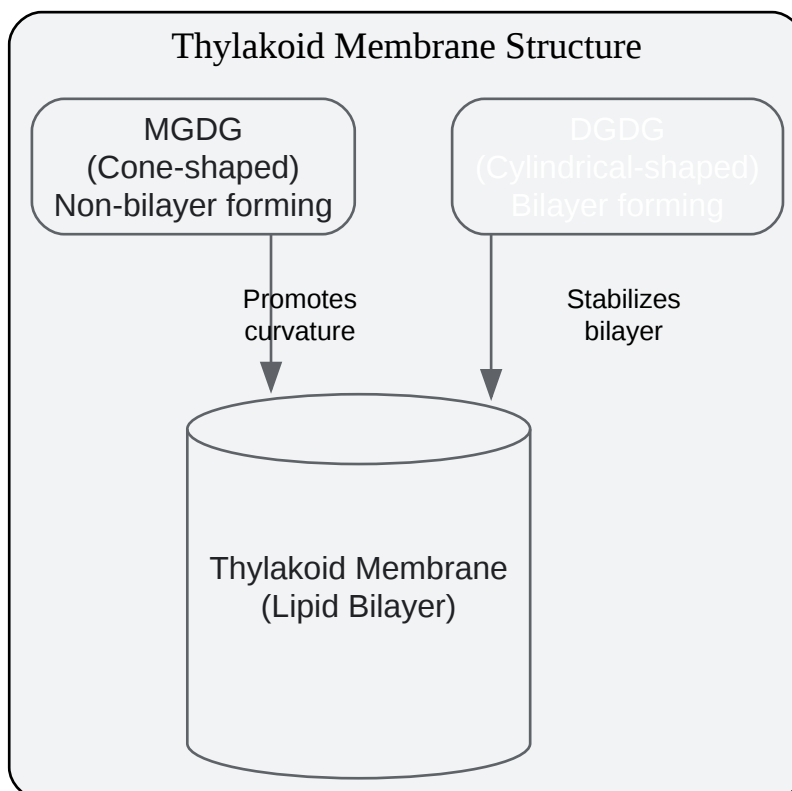 Thylakoid Membrane Structure
MGDG
(Cone-shaped)
Non-bilayer forming
DGDG
(Cylindrical-shaped)
Bilayer forming
Promotes
curvature
Stabilizes
bilayer
Thylakoid Membrane
(Lipid Bilayer)